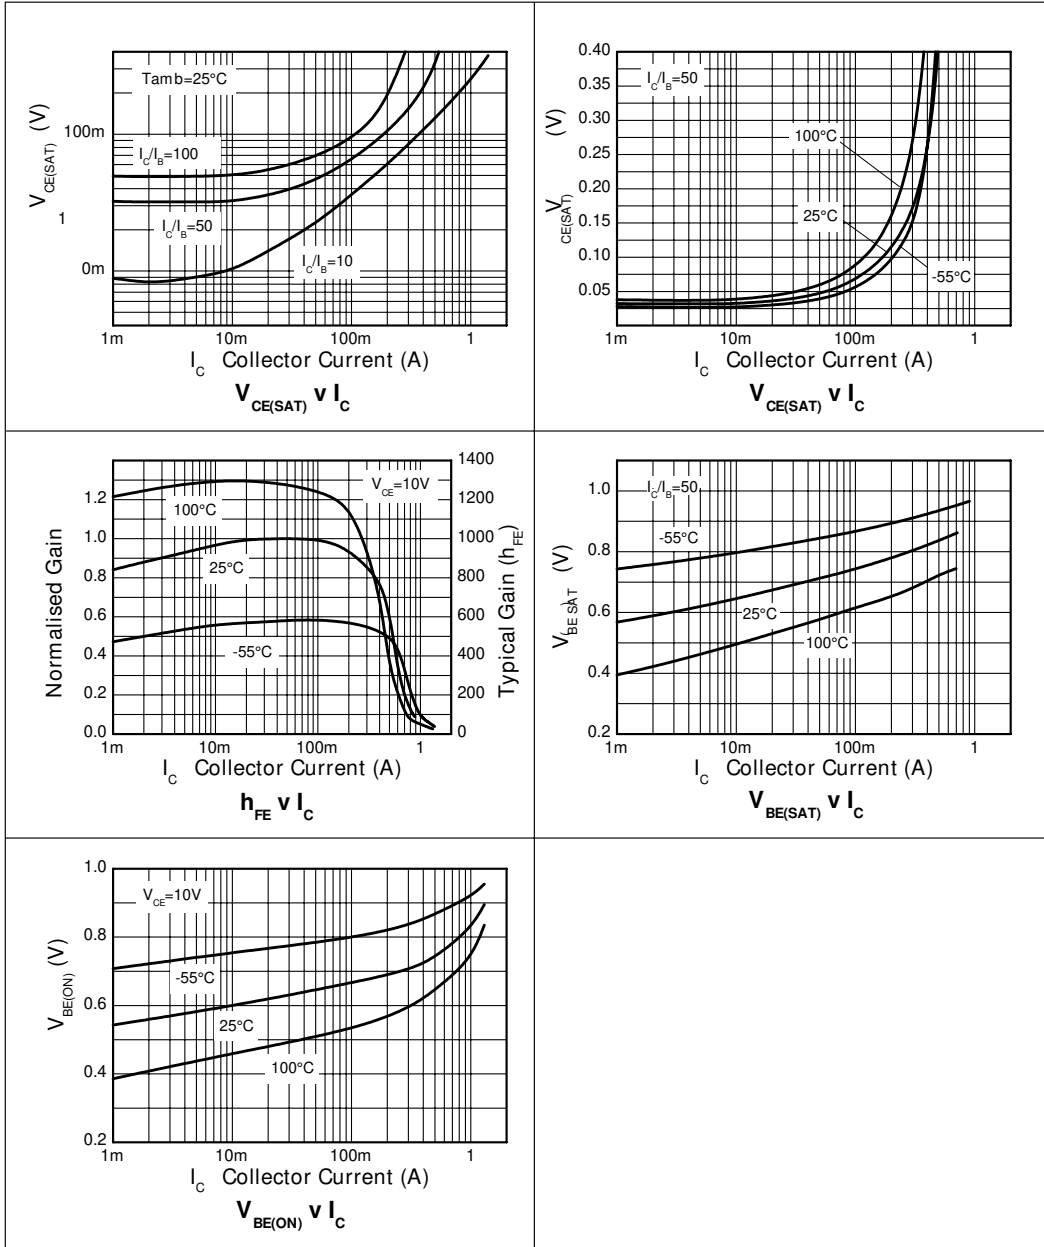 Tamb=25°C
100m
I_C/I_B=100
I_C/I_B=50
I_C/I_B=10
0m
1
V_CE(SAT) (V)
1m 10m 100m 1
I_C Collector Current (A)
V_CE(SAT) v I_C
0.40
I_C/I_B=50
0.35
0.30
100°C
0.25
0.20
25°C
0.15
0.10
-55°C
0.05
V_CE(SAT) (V)
1m 10m 100m 1
I_C Collector Current (A)
V_CE(SAT) v I_C
1400
V_CE=10V
1.2 1200
100°C
1.0 1000
25°C
0.8 800
0.6 600
-55°C
0.4 400
0.2 200
0.0 0
Normalised Gain
Typical Gain (h_FE)
1m 10m 100m 1
I_C Collector Current (A)
h_FE v I_C
1.0
I_C/I_B=50
-55°C
0.8
25°C
0.6
100°C
0.4
0.2
V_BE(SAT) (V)
1m 10m 100m 1
I_C Collector Current (A)
V_BE(SAT) v I_C
1.0
V_CE=10V
0.8
-55°C
0.6
25°C
100°C
0.4
0.2
V_BE(ON) (V)
1m 10m 100m 1
I_C Collector Current (A)
V_BE(ON) v I_C